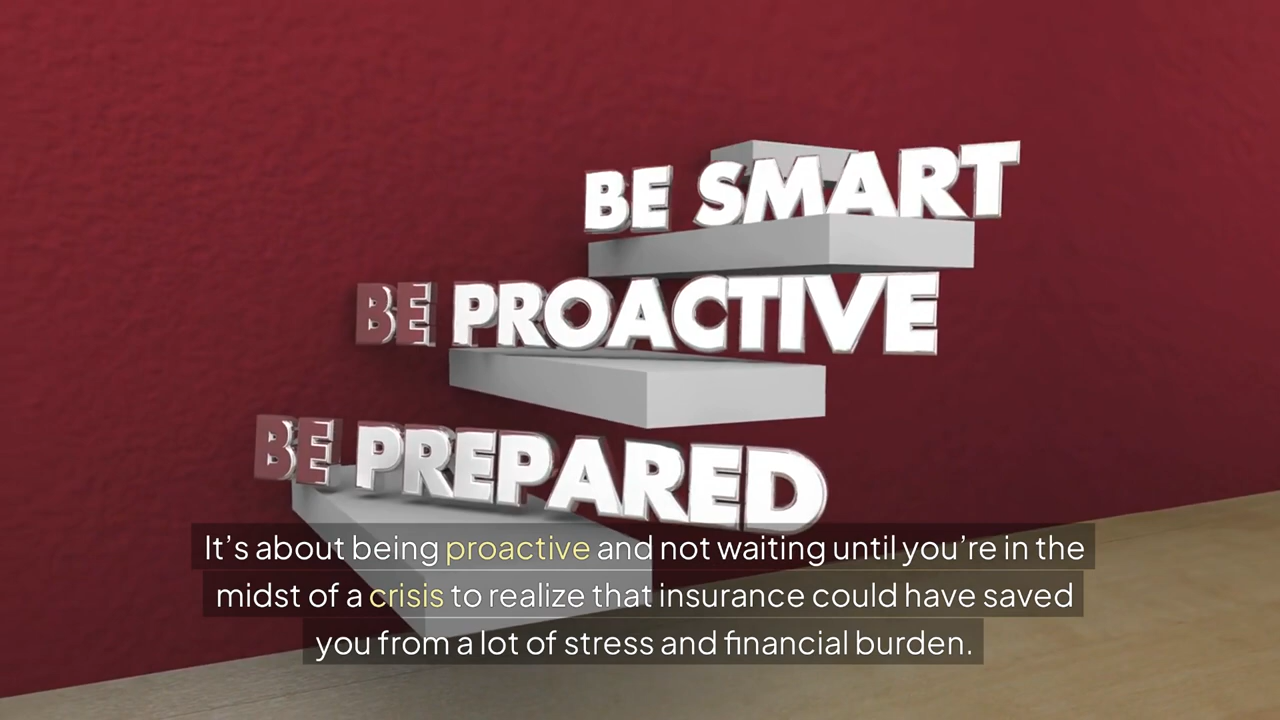 BE SMART
BE PROACTIVE
BE PREPARED
It's about being proactive and not waiting until you're in the
midst of a crisis to realize that insurance could have saved
you from a lot of stress and financial burden.